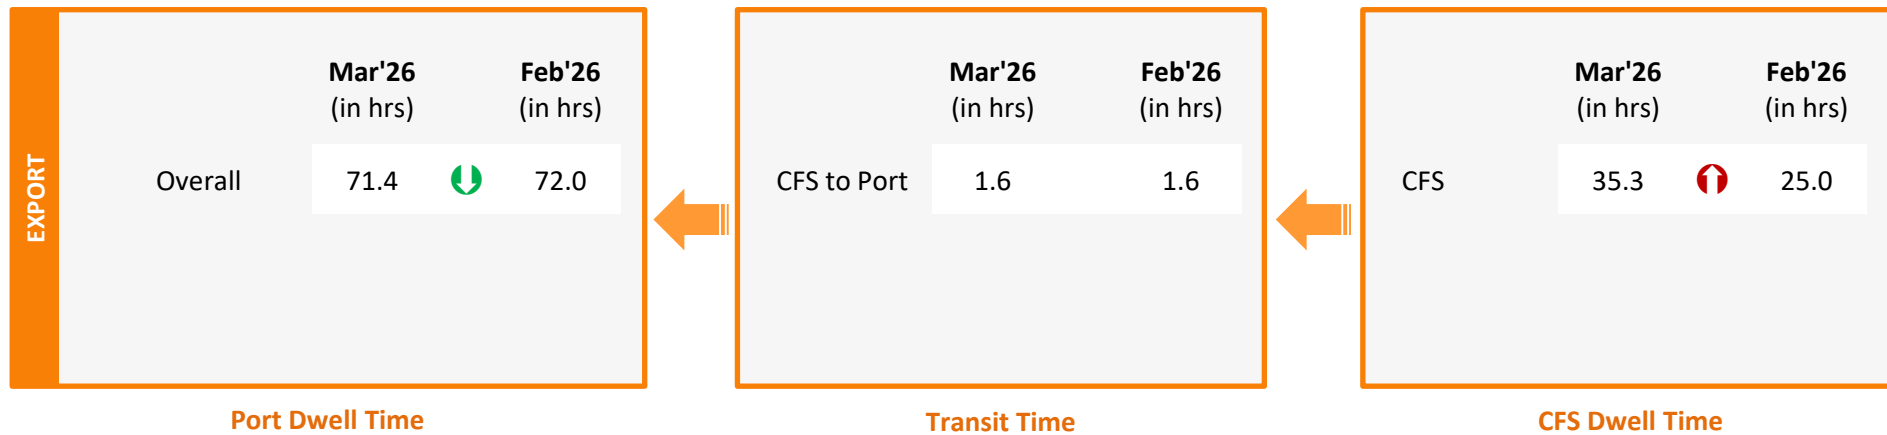 EXPORT
Mar'26 Feb'26
(in hrs) (in hrs)
Overall 71.4 72.0
Port Dwell Time
Mar'26 Feb'26
(in hrs) (in hrs)
CFS to Port 1.6 1.6
Transit Time
Mar'26 Feb'26
(in hrs) (in hrs)
CFS 35.3 25.0
CFS Dwell Time